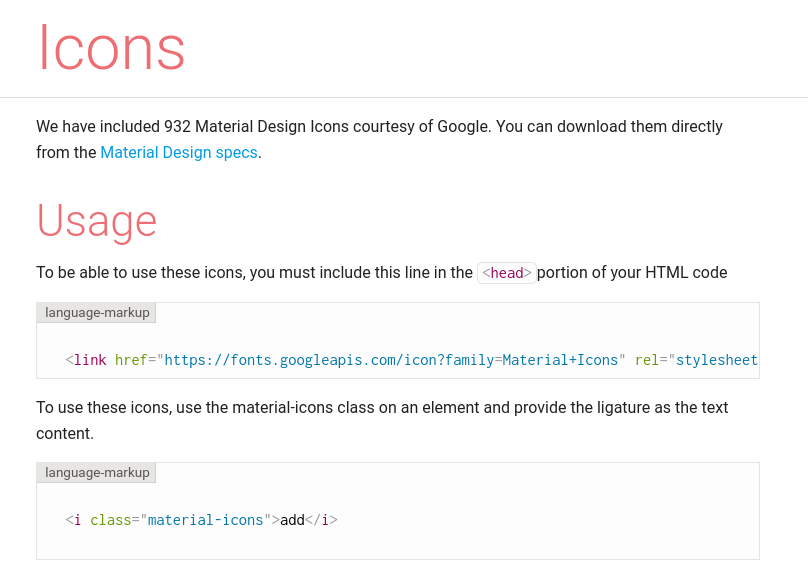 Icons
We have included 932 Material Design Icons courtesy of Google. You can download them directly
from the Material Design specs.
Usage
To be able to use these icons, you must include this line in the <head> portion of your HTML code
language-markup
<link href="https://fonts.googleapis.com/icon?family=Material+Icons" rel="stylesheet
To use these icons, use the material-icons class on an element and provide the ligature as the text
content.
language-markup
<i class="material-icons">add</i>